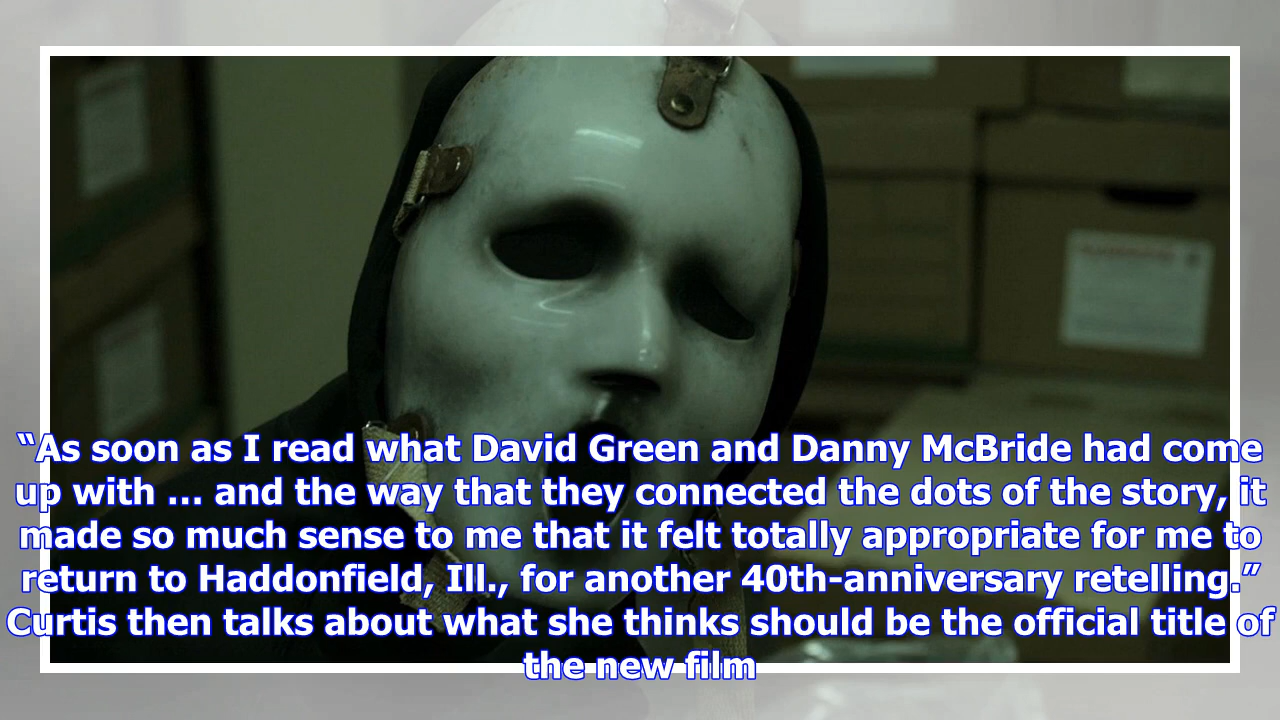 “As soon as I read what David Green and Danny McBride had come
up with ... and the way that they connected the dots of the story, it
made so much sense to me that it felt totally appropriate for me to
return to Haddonfield, Ill., for another 40th-anniversary retelling.”
Curtis then talks about what she thinks should be the official title of
the new film